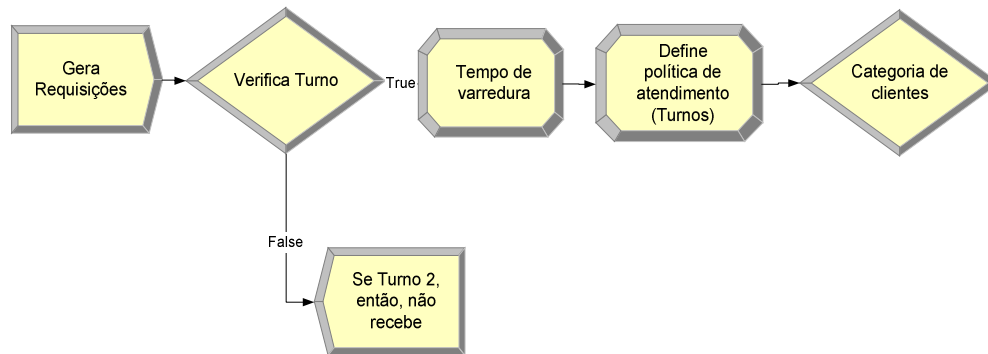 Gera
Requisições
Verifica Turno
True
Tempo de
varredura
Define
política de
atendimento
(Turnos)
Categoria de
clientes
False
Se Turno 2,
então, não
recebe